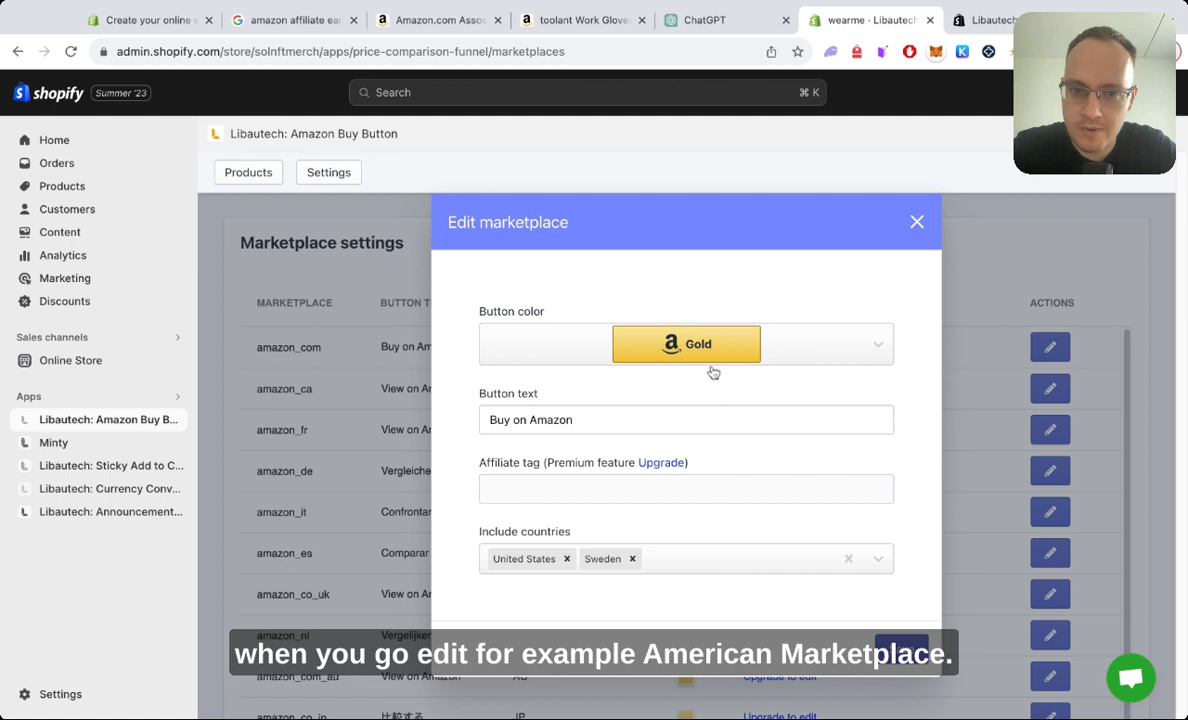 Create your online s
amazon affiliate ear
Amazon.com Assoc
toolant Work Glove
ChatGPT
wearme - Libautech
Libautech
admin.shopify.com/store/solnftmerch/apps/price-comparison-funnel/marketplaces
shopify
Summer '23
Search
⌘ K
Home
Orders
Products
Customers
Content
Analytics
Marketing
Discounts
Sales channels
Online Store
Apps
Libautech: Amazon Buy B...
Minty
Libautech: Sticky Add to C...
Libautech: Currency Conv...
Libautech: Announcement...
Settings
Libautech: Amazon Buy Button
Products
Settings
Marketplace settings
MARKETPLACE
BUTTON T
ACTIONS
amazon_com
Buy on Am
amazon_ca
View on A
amazon_fr
View on A
amazon_de
Vergleiche
amazon_it
Confrontar
amazon_es
Comparar
amazon_co_uk
View on A
amazon_nl
Vergelijke
amazon_com_au
View on Amazon
AU
Upgrade to edit
amazon_co_jp
比較する
JP
Upgrade to edit
Edit marketplace
Button color
a Gold
Button text
Buy on Amazon
Affiliate tag (Premium feature Upgrade)
Include countries
United States
Sweden
when you go edit for example American Marketplace.